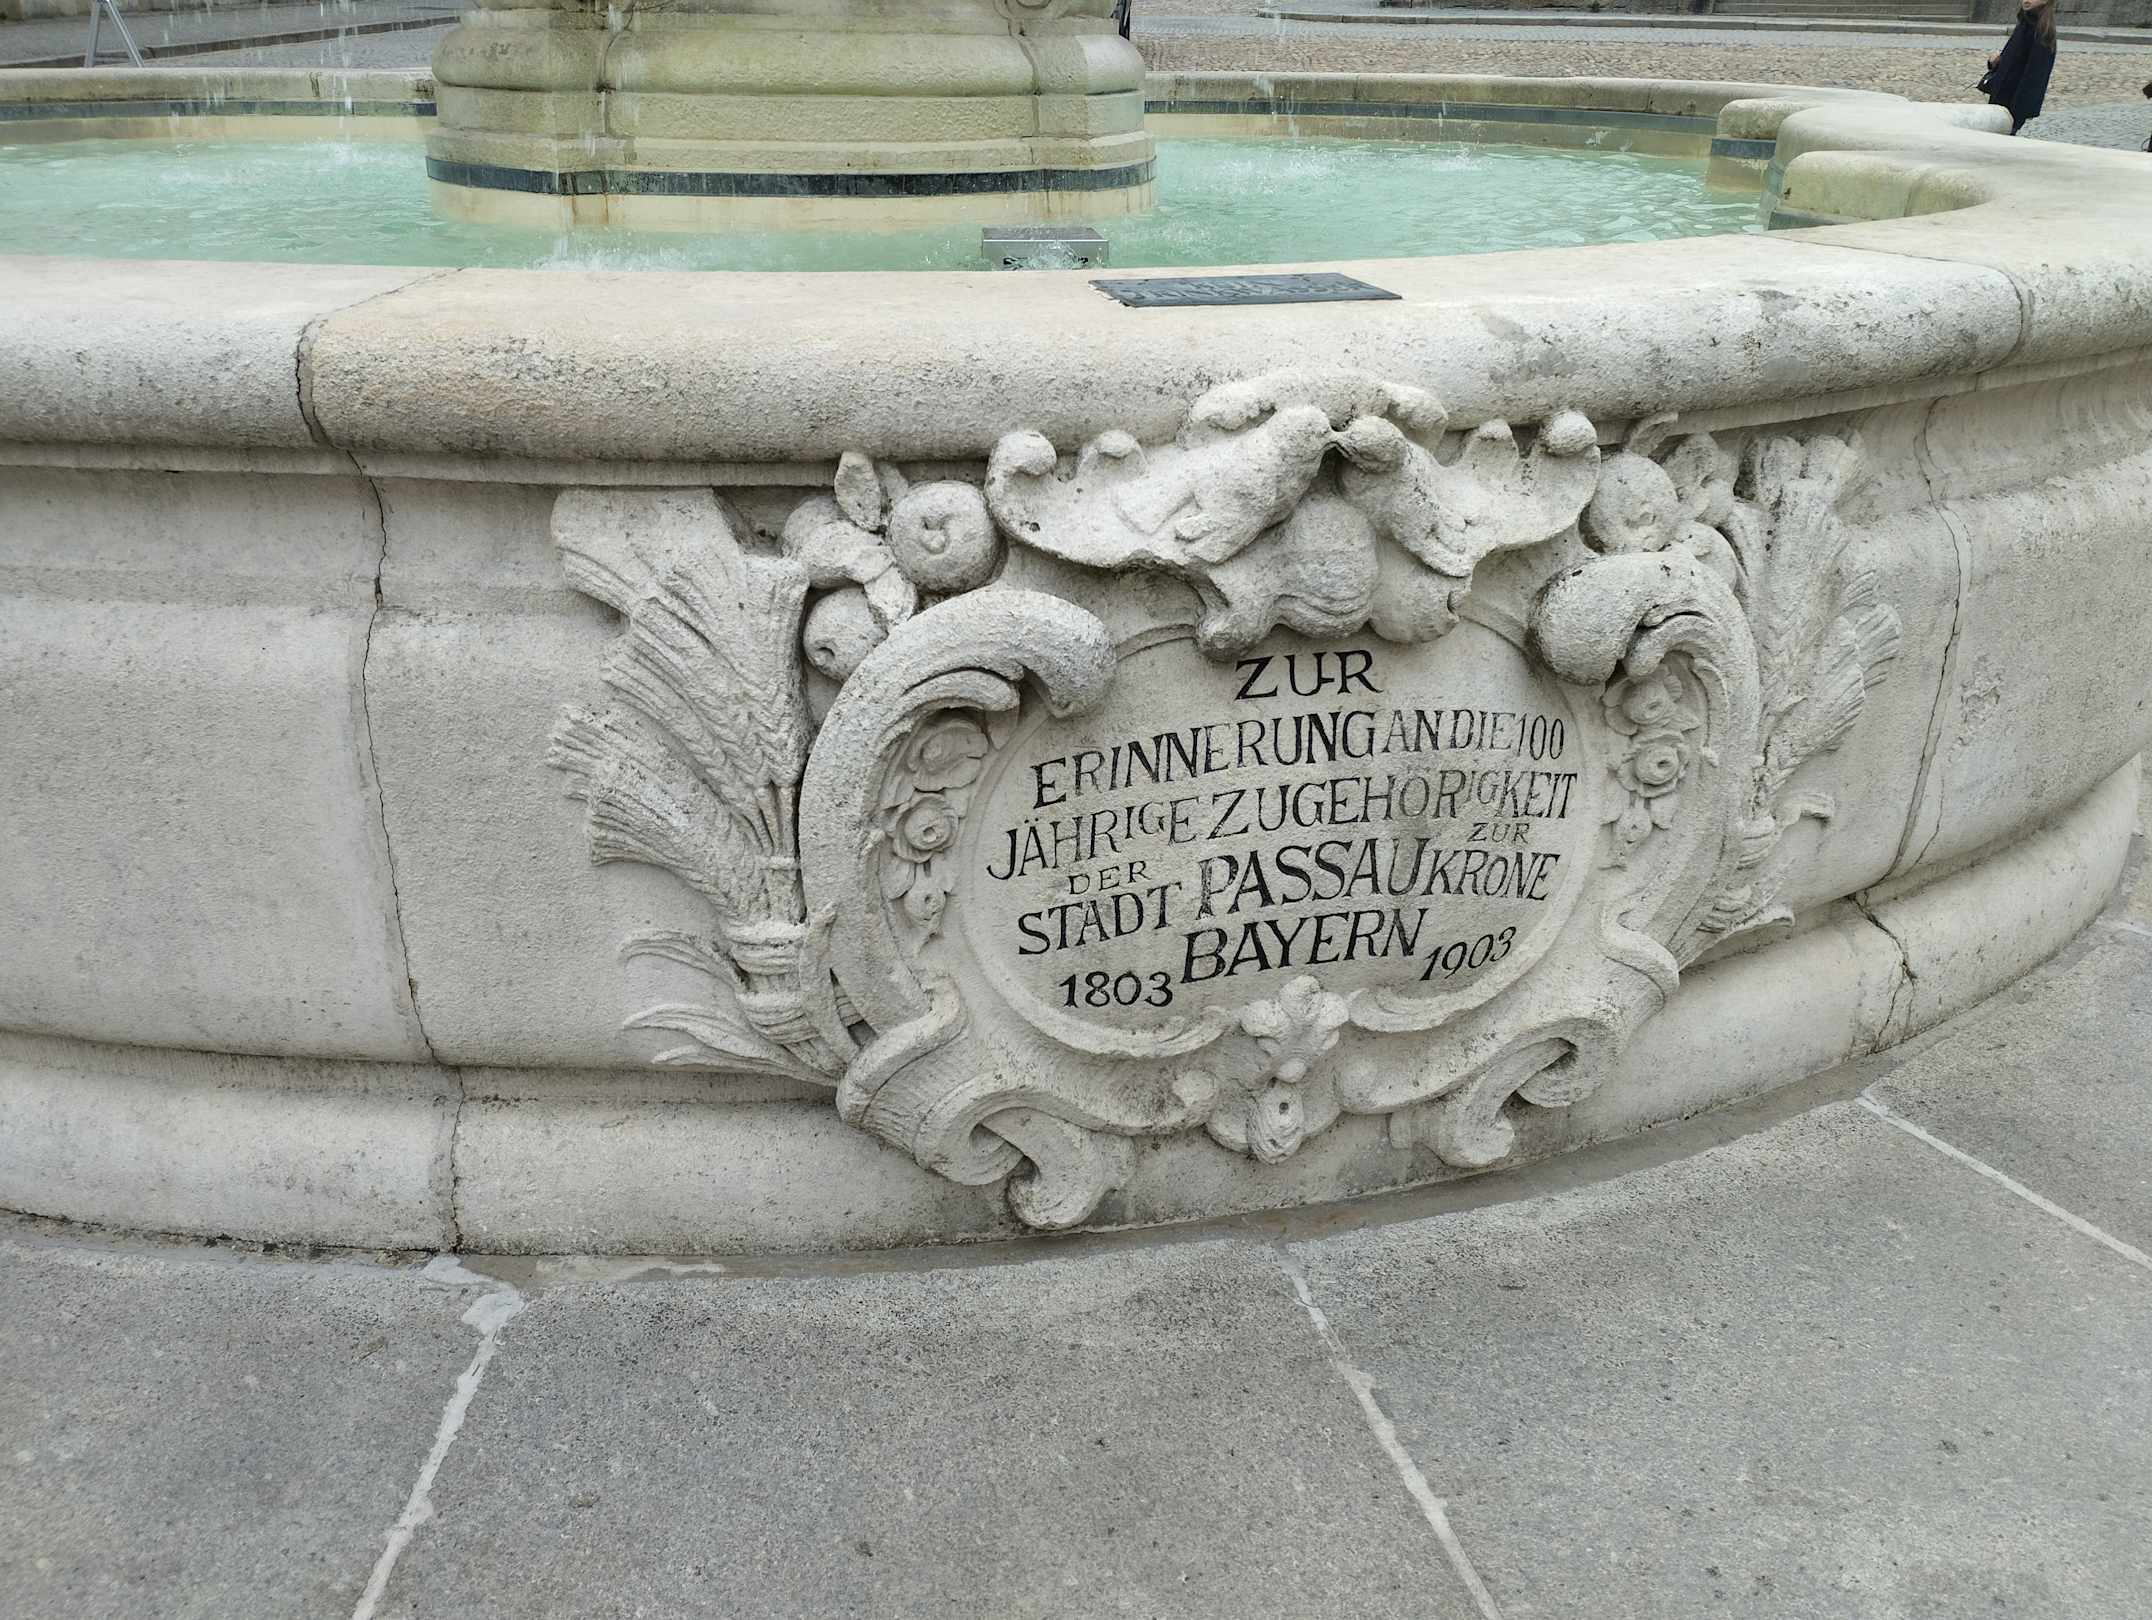 ZUR
ERINNERUNG AN DIE 100
JÄHRIGE ZUGEHÖRIGKEIT
DER STADT PASSAU ZUR KRONE
BAYERN
1803 1903